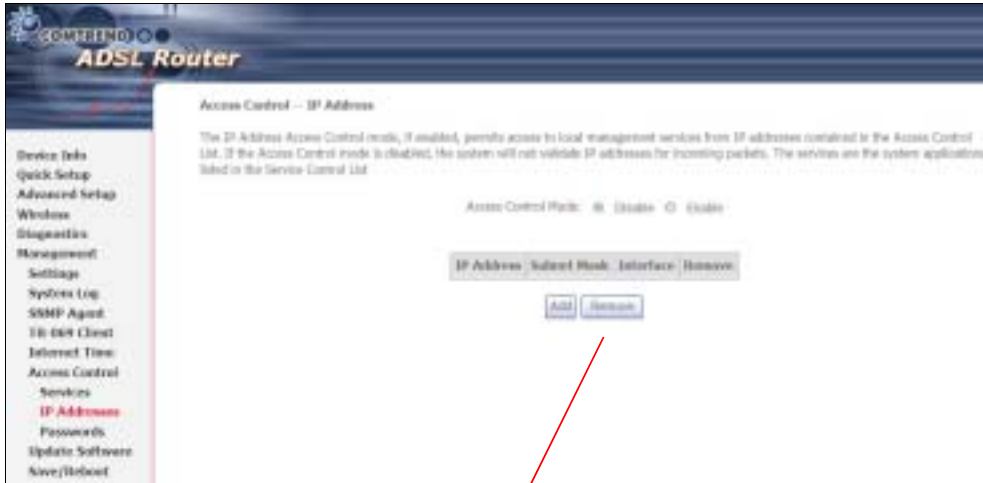 COMTREND
ADSL Router
Access Control -- IP Address
The IP Address Access Control mode, if enabled, permits access to local management services from IP addresses contained in the Access Control
List. If the Access Control mode is disabled, the system will not validate IP addresses for incoming packets. The services are the system applications
listed in the Service Control List
Access Control Mode: Disable Enable
IP Address Subnet Mask Interface Remove
Add Remove
Device Info
Quick Setup
Advanced Setup
Wireless
Diagnostics
Management
Settings
System Log
SNMP Agent
TR-069 Client
Internet Time
Access Control
Services
IP Addresses
Passwords
Update Software
Save/Reboot